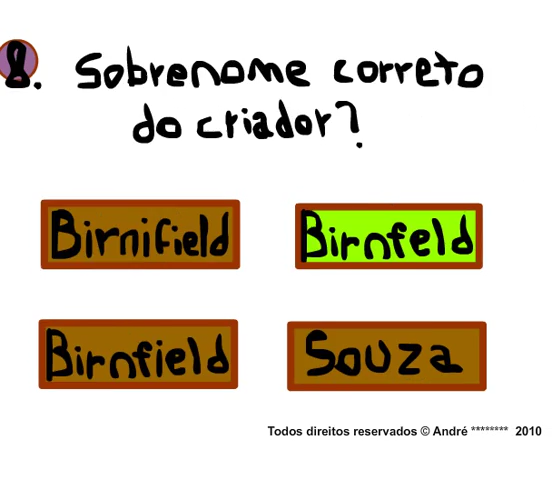 8. Sobrenome correto
do criador?
Birnifield
Birnfeld
Birnfield
Souza
Todos direitos reservados © André ******** 2010